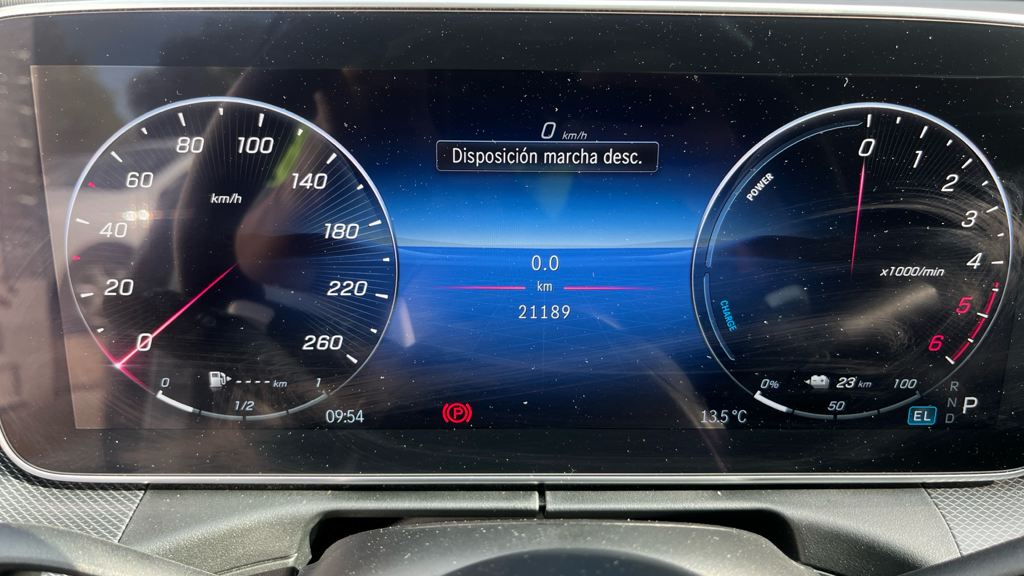 0 km/h
Disposición marcha desc.
0.0
km
21189
0
20
40
60
80
100
140
180
220
260
km/h
0
1/2
1
---- km
09:54
P
13.5°C
0
1
2
3
4
5
6
x1000/min
POWER
CHARGE
0%
50
100
23 km
EL
R
N
D
P